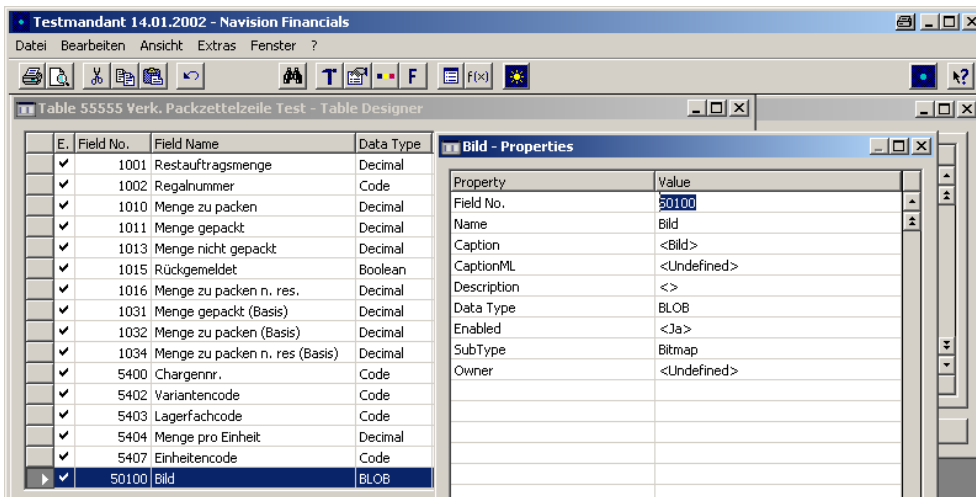 Testmandant 14.01.2002 - Navision Financials
Datei Bearbeiten Ansicht Extras Fenster ?
F f(x) ?
Table 55555 Verk. Packzettelzeile Test - Table Designer
E. Field No. Field Name Data Type
1001 Restauftragsmenge Decimal
1002 Regalnummer Code
1010 Menge zu packen Decimal
1011 Menge gepackt Decimal
1013 Menge nicht gepackt Decimal
1015 Rückgemeldet Boolean
1016 Menge zu packen n. res. Decimal
1031 Menge gepackt (Basis) Decimal
1032 Menge zu packen (Basis) Decimal
1034 Menge zu packen n. res (Basis) Decimal
5400 Chargennr. Code
5402 Variantencode Code
5403 Lagerfachcode Code
5404 Menge pro Einheit Decimal
5407 Einheitencode Code
50100 Bild BLOB
Bild - Properties
Property Value
Field No. 50100
Name Bild
Caption <Bild>
CaptionML <Undefined>
Description <>
Data Type BLOB
Enabled <Ja>
SubType Bitmap
Owner <Undefined>